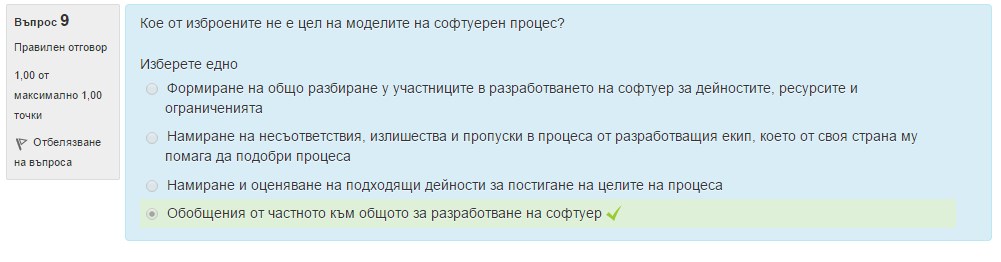 Въпрос 9
Правилен отговор
1,00 от
максимално 1,00
точки
Отбелязване
на въпроса
Кое от изброените не е цел на моделите на софтуерен процес?
Изберете едно
Формиране на общо разбиране у участниците в разработването на софтуер за дейностите, ресурсите и
ограниченията
Намиране на несъответствия, излишества и пропуски в процеса от разработващия екип, което от своя страна му
помага да подобри процеса
Намиране и оценяване на подходящи дейности за постигане на целите на процеса
Обобщения от частното към общото за разработване на софтуер